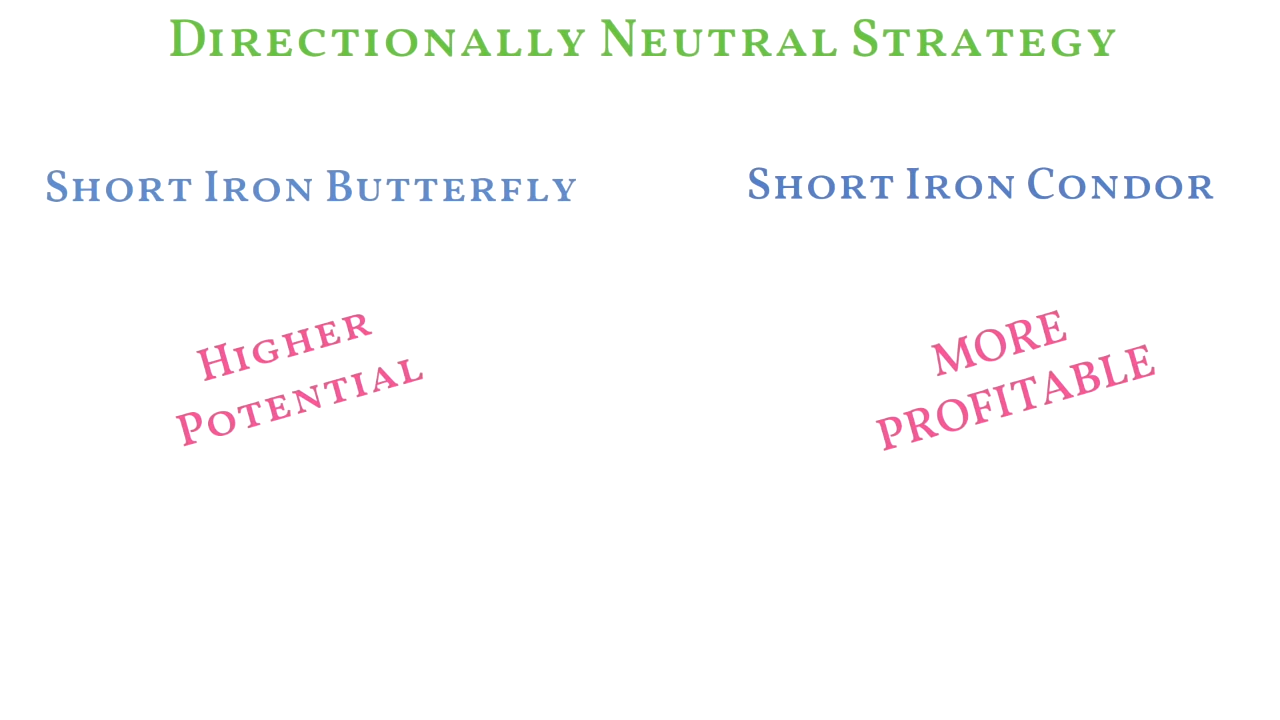 Directionally Neutral Strategy
Short Iron Butterfly
Short Iron Condor
Higher
Potential
MORE
PROFITABLE